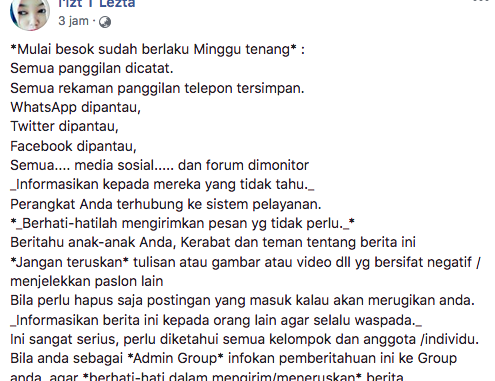 3 jam
*Mulai besok sudah berlaku Minggu tenang* :
Semua panggilan dicatat.
Semua rekaman panggilan telepon tersimpan.
WhatsApp dipantau,
Twitter dipantau,
Facebook dipantau,
Semua.... media sosial..... dan forum dimonitor
_Informasikan kepada mereka yang tidak tahu._
Perangkat Anda terhubung ke sistem pelayanan.
*_Berhati-hatilah mengirimkan pesan yg tidak perlu._*
Beritahu anak-anak Anda, Kerabat dan teman tentang berita ini
*Jangan teruskan* tulisan atau gambar atau video dll yg bersifat negatif /
menjelekkan paslon lain
Bila perlu hapus saja postingan yang masuk kalau akan merugikan anda.
_Informasikan berita ini kepada orang lain agar selalu waspada._
Ini sangat serius, perlu diketahui semua kelompok dan anggota /individu.
Bila anda sebagai *Admin Group* infokan pemberitahuan ini ke Group
anda, agar *berhati-hati dalam mengirim/meneruskan* berita